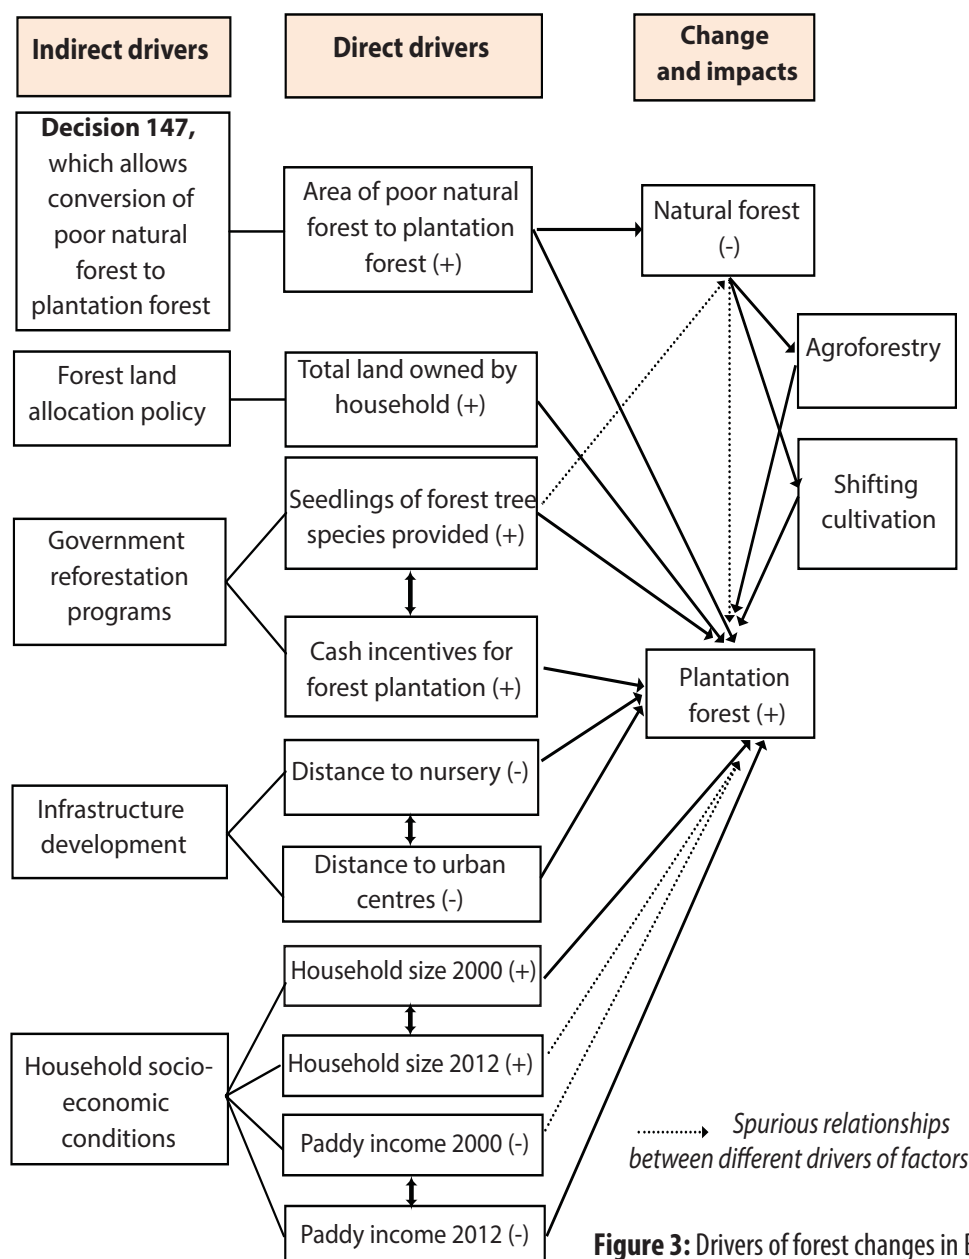 Indirect drivers
Direct drivers
Change
and impacts
Decision 147,
which allows
conversion of
poor natural
forest to
plantation forest
Area of poor natural
forest to plantation
forest (+)
Natural forest
(-)
Agroforestry
Forest land
allocation policy
Total land owned by
household (+)
Shifting
cultivation
Government
reforestation
programs
Seedlings of forest tree
species provided (+)
Cash incentives for
forest plantation (+)
Plantation
forest (+)
Infrastructure
development
Distance to nursery (-)
Distance to urban
centres (-)
Household socio-
economic
conditions
Household size 2000 (+)
Household size 2012 (+)
Paddy income 2000 (-)
Paddy income 2012 (-)
Spurious relationships
between different drivers of factors
Figure 3: Drivers of forest changes in